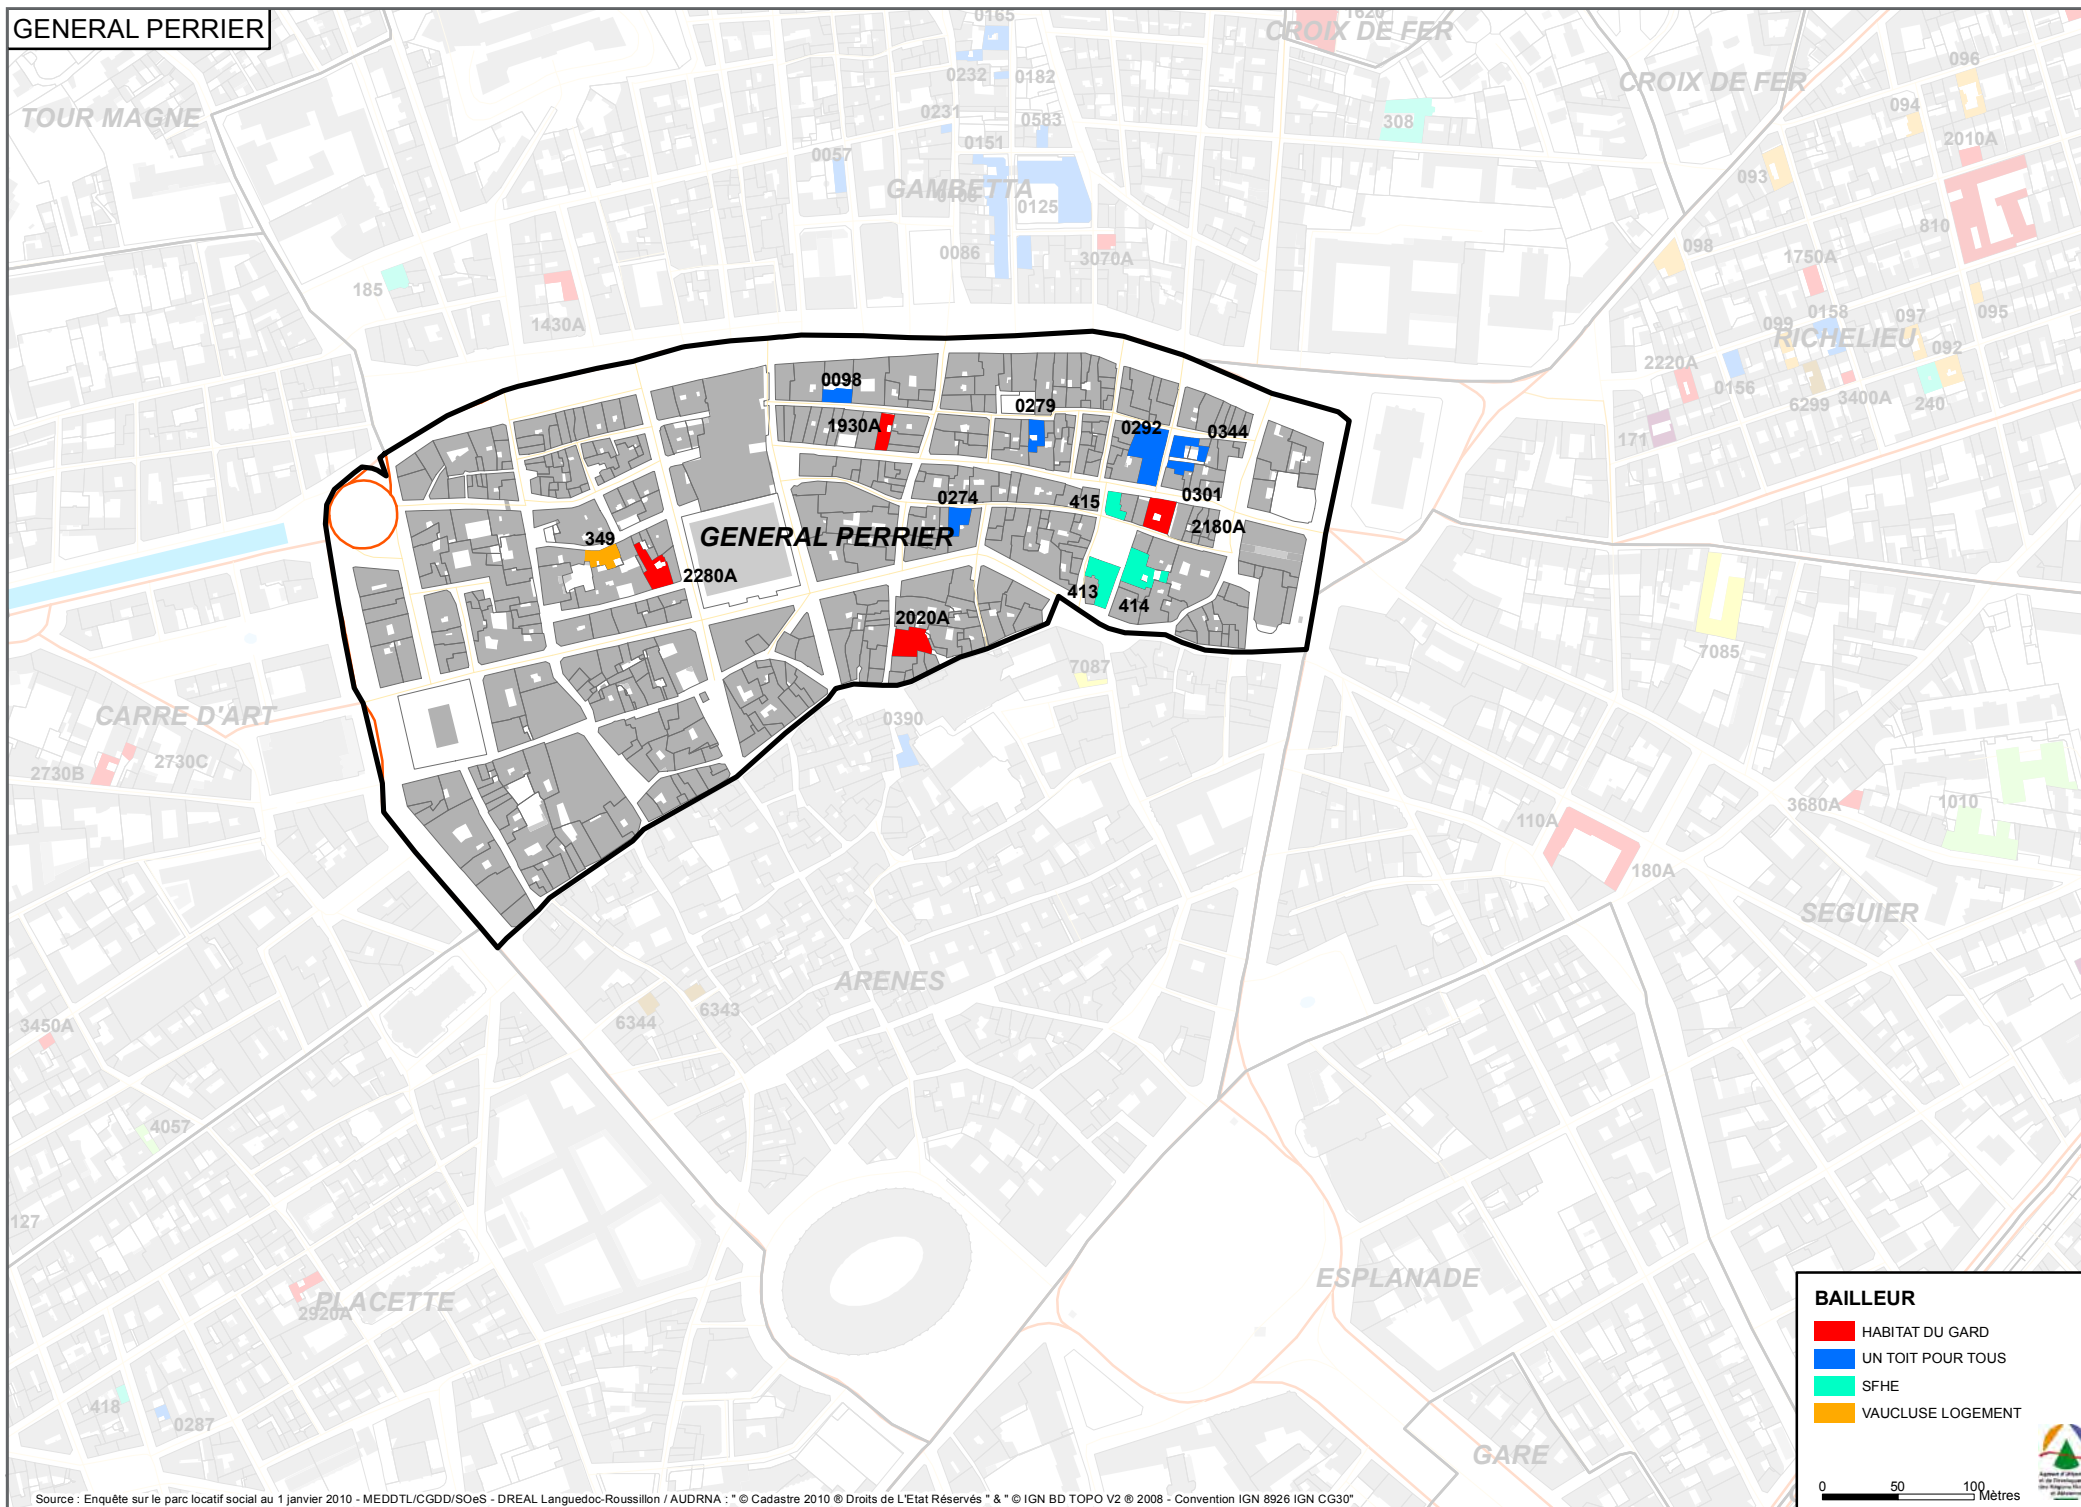 GENERAL PERRIER
0165
1620
CROIX DE FER
CROIX DE FER
TOUR MAGNE
0232
0182
096
094
0231
0583
308
0151
2010A
0057
093
GAMBETTA
0125
810
098
0086
3070A
1750A
185
1430A
0158
097
095
099
RICHELIEU
092
2220A
0156
6299
3400A
240
171
0098
1930A
0279
0292
0344
0274
415
0301
2180A
349
GENERAL PERRIER
2280A
413
414
2020A
7087
7085
CARRE D'ART
0390
2730B
2730C
3680A
1010
110A
180A
SEGUIER
ARENES
6344
6343
3450A
4057
127
ESPLANADE
PLACETTE
2920A
418
0287
GARE
BAILLEUR
HABITAT DU GARD
UN TOIT POUR TOUS
SFHE
VAUCLUSE LOGEMENT
0 50 100
Mètres
Source : Enquête sur le parc locatif social au 1 janvier 2010 - MEDDTL/CGDD/SOeS - DREAL Languedoc-Roussillon / AUDRNA : " © Cadastre 2010 ® Droits de L'Etat Réservés " & " © IGN BD TOPO V2 ® 2008 - Convention IGN 8926 IGN CG30"